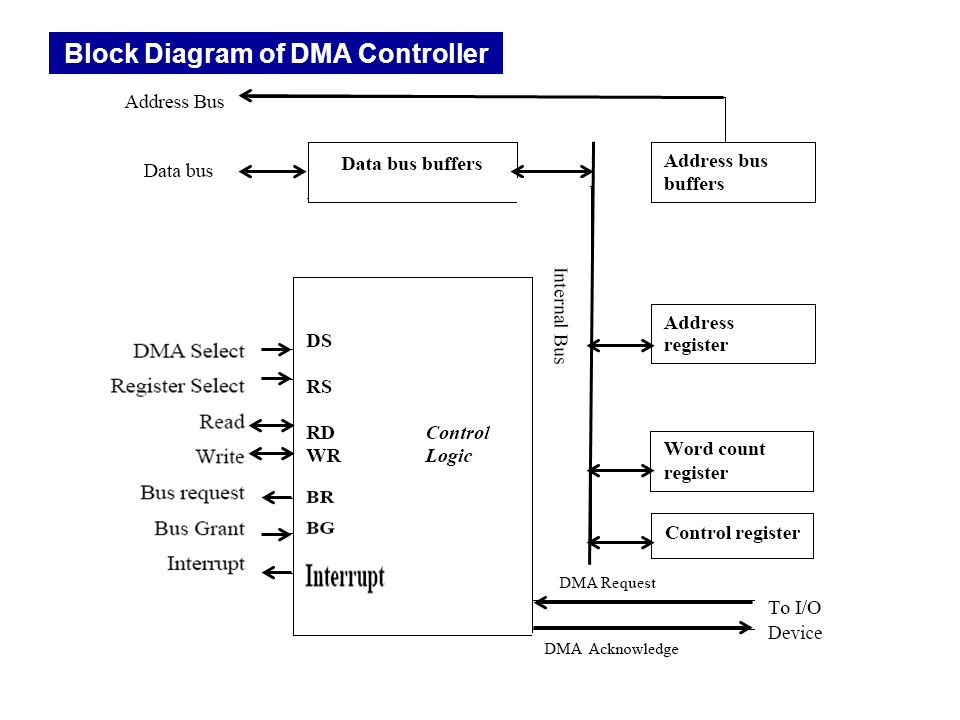 Block Diagram of DMA Controller
Address Bus
Data bus
Data bus buffers
Address bus
buffers
Internal Bus
Address
register
Word count
register
Control register
DMA Select
Register Select
Read
Write
Bus request
Bus Grant
Interrupt
DS
RS
RD
WR
BR
BG
Interrupt
Control
Logic
DMA Request
To I/O
Device
DMA Acknowledge